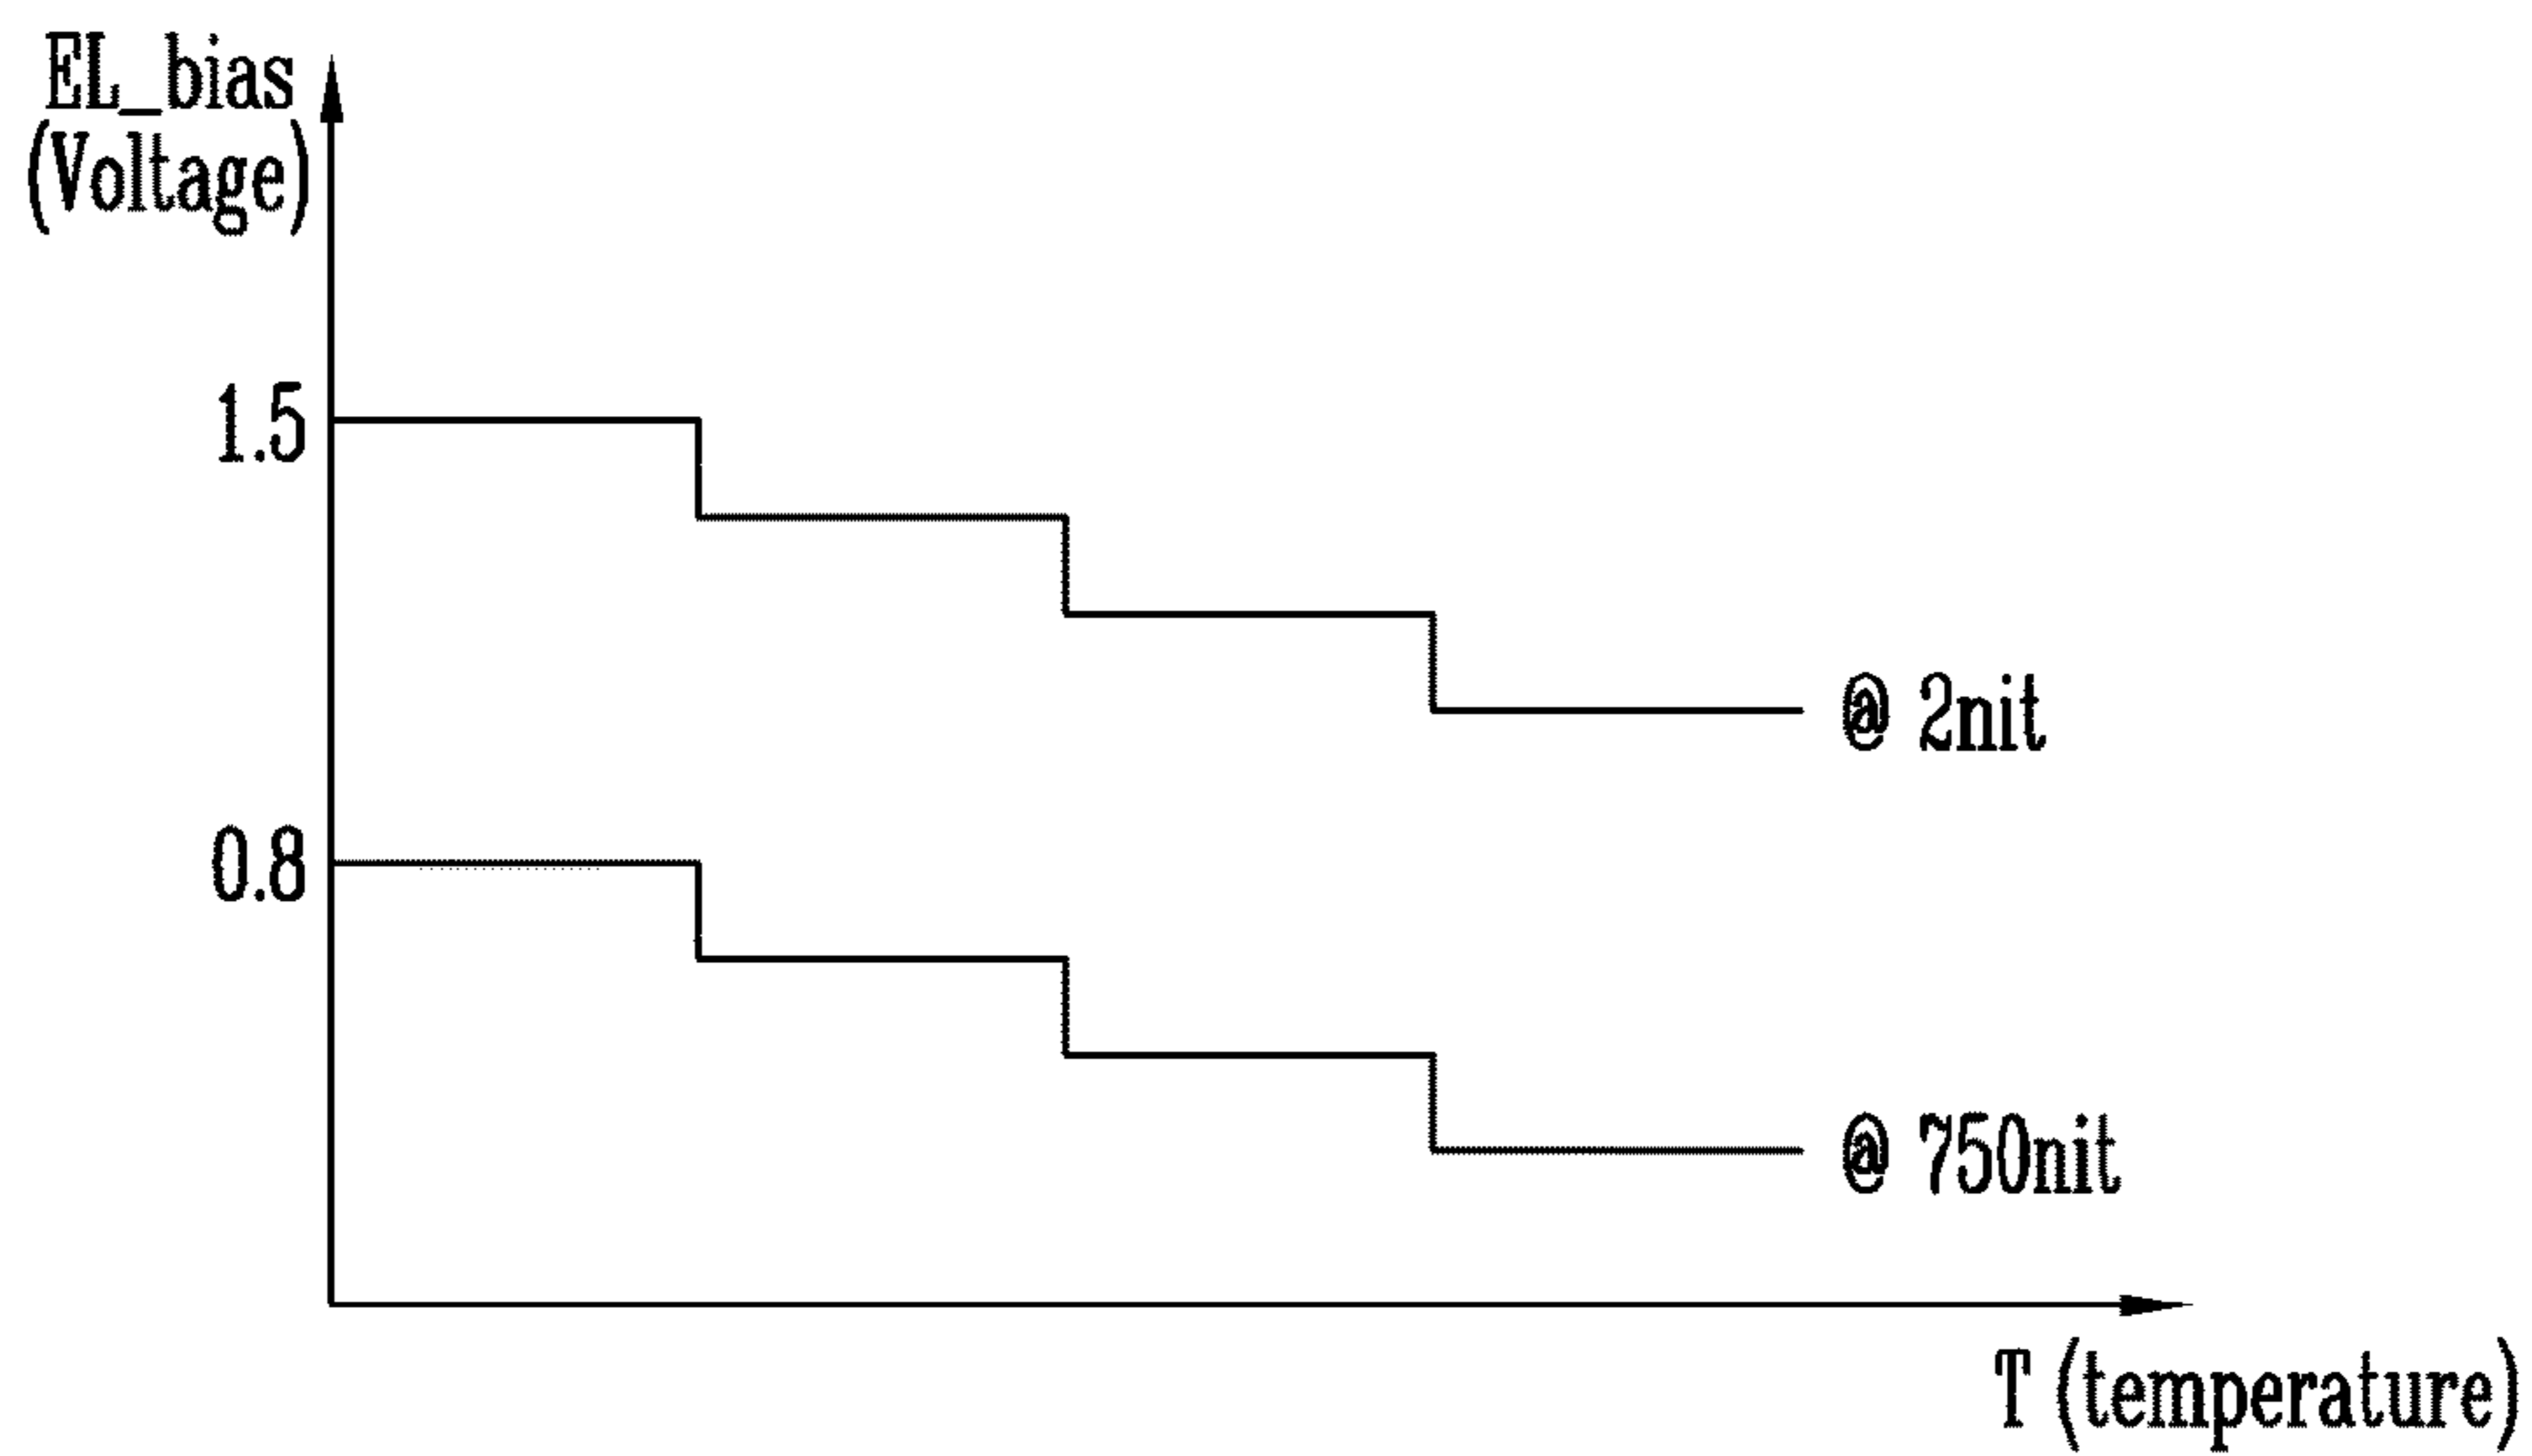 EL_bias
(Voltage)
1.5
@ 2nit
0.8
@ 750nit
T (temperature)